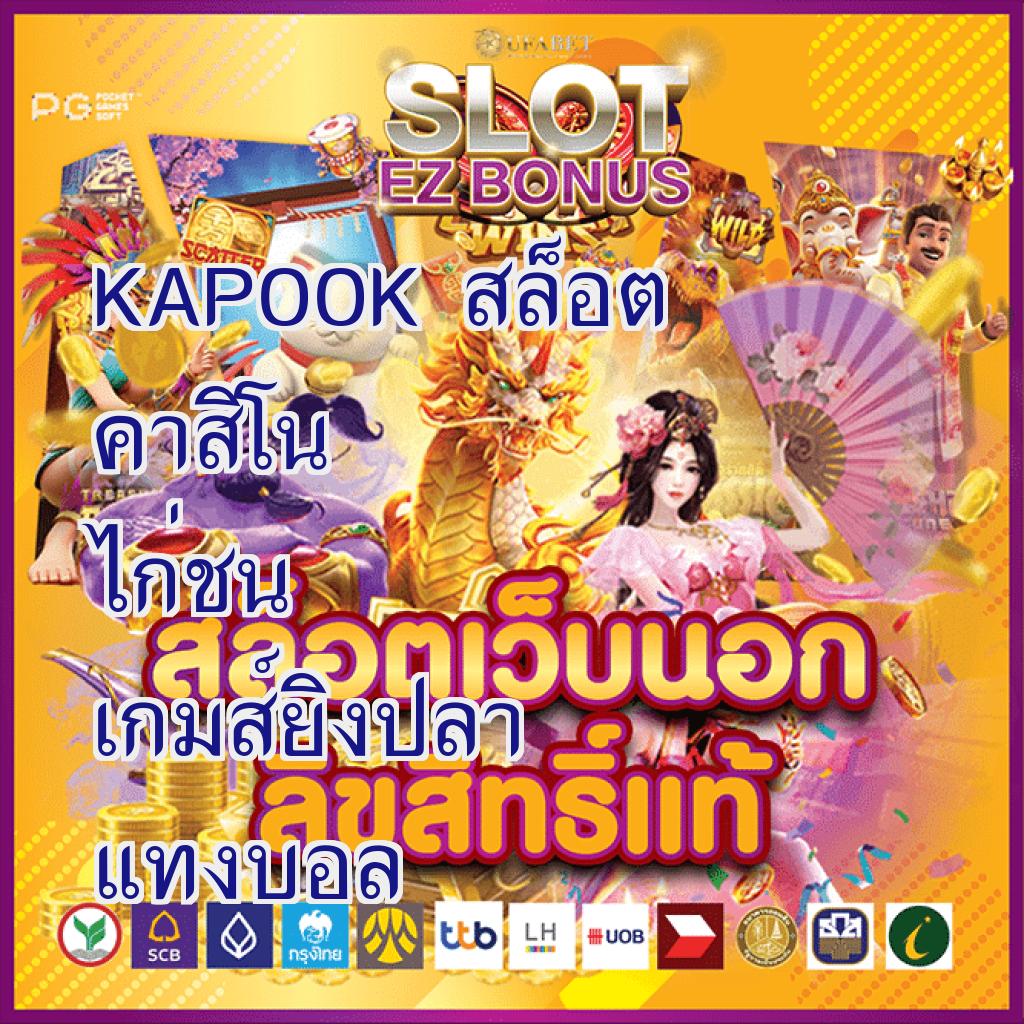 UFABET
PG POCKET GAMES SOFT
SLOT
EZ BONUS
SCATTER
WILD
KAPOOK สล็อต
คาสิโน
ไก่ชน
สล็อตเว็บนอก
เกมส์ยิงปลา
ลิขสิทธิ์แท้
แทงบอล
SCB
กรุงไทย
ttb
LH
UOB